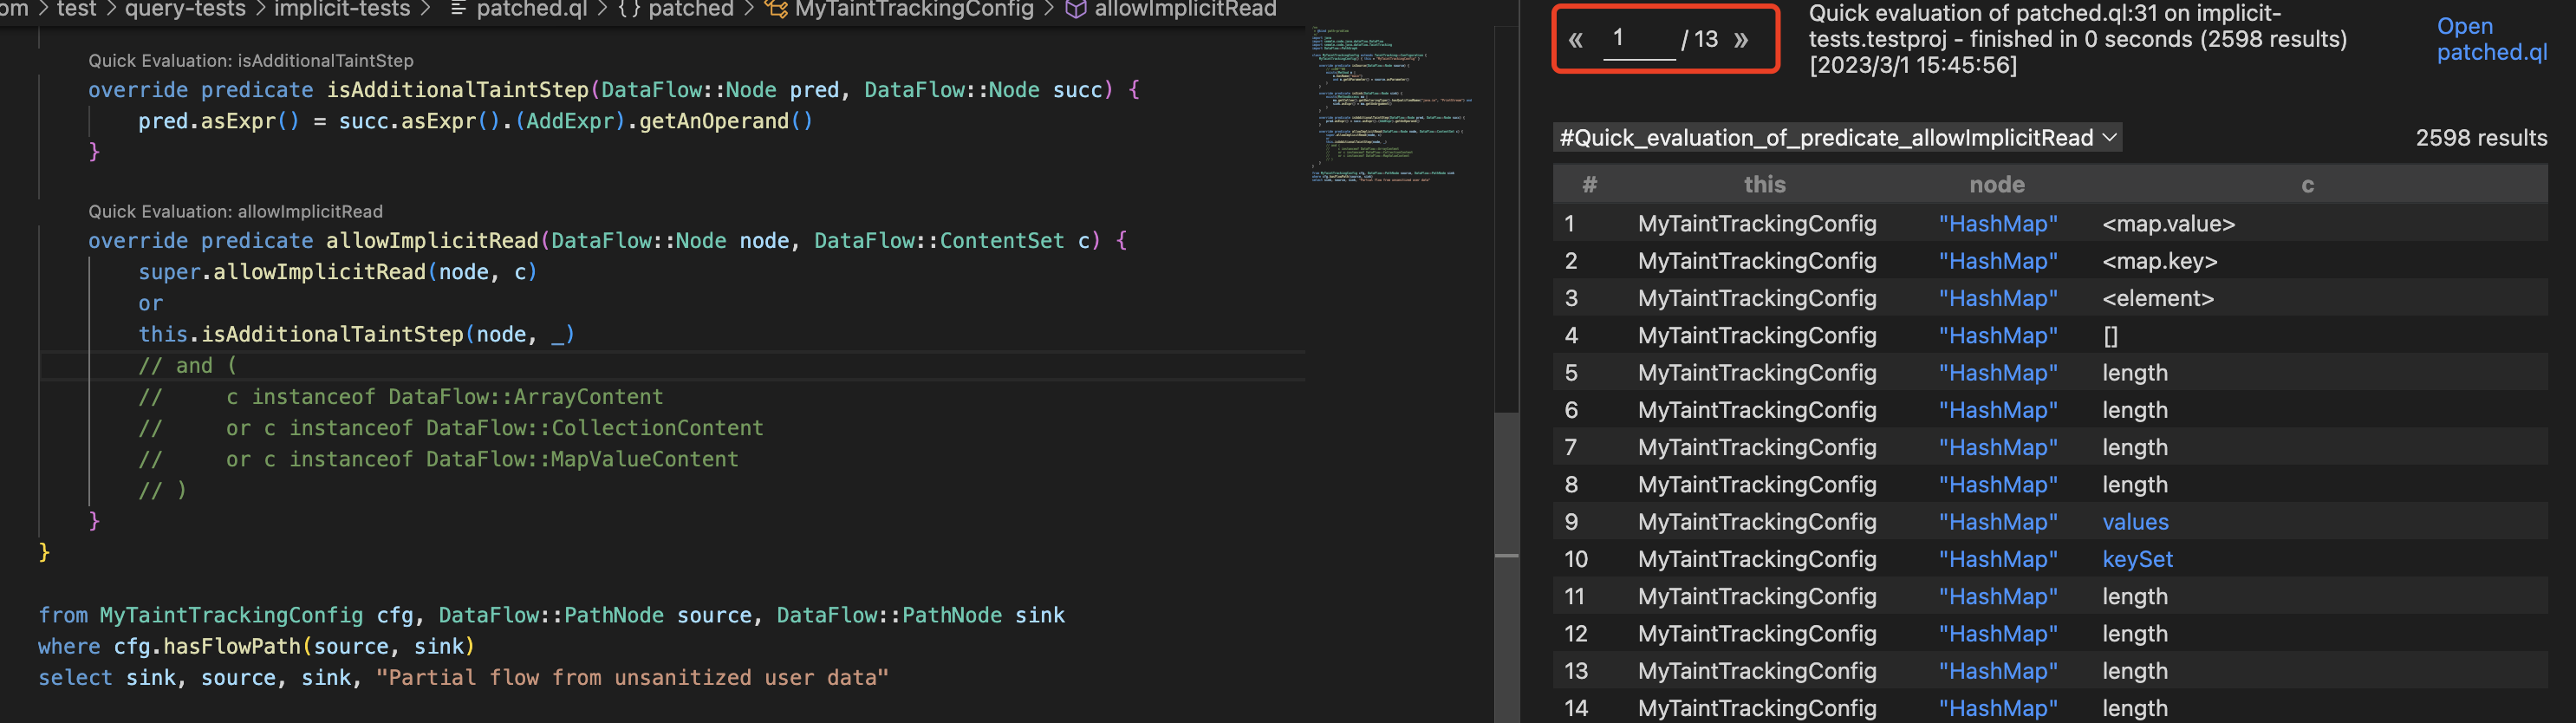 om > test > query-tests > implicit-tests > patched.ql > {} patched > MyTaintTrackingConfig > allowImplicitRead
Quick Evaluation: isAdditionalTaintStep
override predicate isAdditionalTaintStep(DataFlow::Node pred, DataFlow::Node succ) {
pred.asExpr() = succ.asExpr().(AddExpr).getAnOperand()
}
Quick Evaluation: allowImplicitRead
override predicate allowImplicitRead(DataFlow::Node node, DataFlow::ContentSet c) {
super.allowImplicitRead(node, c)
or
this.isAdditionalTaintStep(node, _)
// and (
//     c instanceof DataFlow::ArrayContent
//     or c instanceof DataFlow::CollectionContent
//     or c instanceof DataFlow::MapValueContent
// )
}
}
from MyTaintTrackingConfig cfg, DataFlow::PathNode source, DataFlow::PathNode sink
where cfg.hasFlowPath(source, sink)
select sink, source, sink, "Partial flow from unsanitized user data"
« 1 / 13 »
Quick evaluation of patched.ql:31 on implicit-
tests.testproj - finished in 0 seconds (2598 results)
[2023/3/1 15:45:56]
Open
patched.ql
#Quick_evaluation_of_predicate_allowImplicitRead
2598 results
# this node c
1 MyTaintTrackingConfig "HashMap" <map.value>
2 MyTaintTrackingConfig "HashMap" <map.key>
3 MyTaintTrackingConfig "HashMap" <element>
4 MyTaintTrackingConfig "HashMap" []
5 MyTaintTrackingConfig "HashMap" length
6 MyTaintTrackingConfig "HashMap" length
7 MyTaintTrackingConfig "HashMap" length
8 MyTaintTrackingConfig "HashMap" length
9 MyTaintTrackingConfig "HashMap" values
10 MyTaintTrackingConfig "HashMap" keySet
11 MyTaintTrackingConfig "HashMap" length
12 MyTaintTrackingConfig "HashMap" length
13 MyTaintTrackingConfig "HashMap" length
14 MyTaintTrackingConfig "HashMap" length